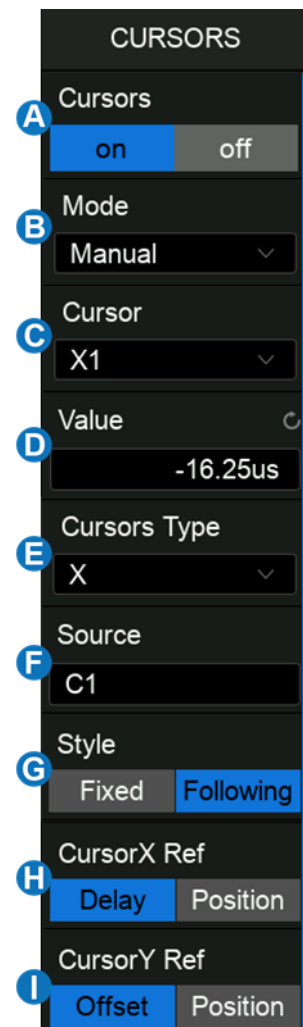 CURSORS
Cursors
A
on off
Mode
B
Manual
Cursor
C
X1
Value
D
-16.25us
Cursors Type
E
X
Source
F
C1
Style
G
Fixed Following
CursorX Ref
H
Delay Position
CursorY Ref
I
Offset Position